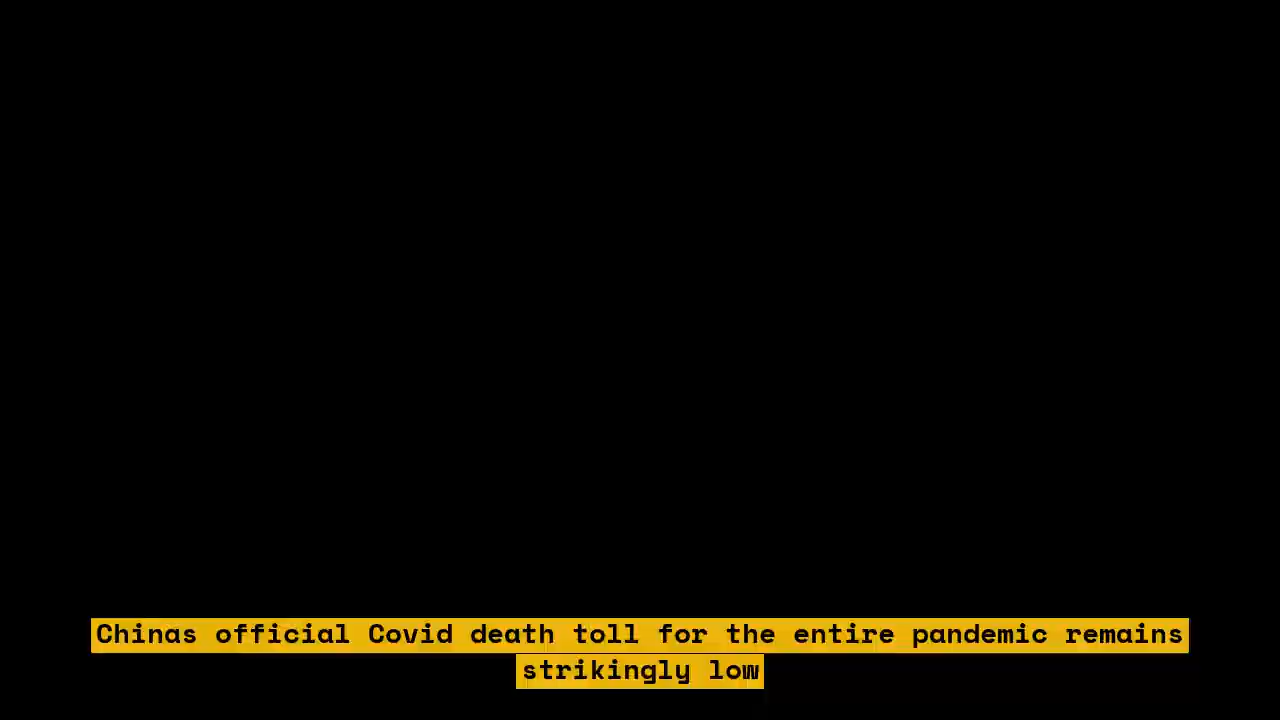 Chinas official Covid death toll for the entire pandemic remains
strikingly low